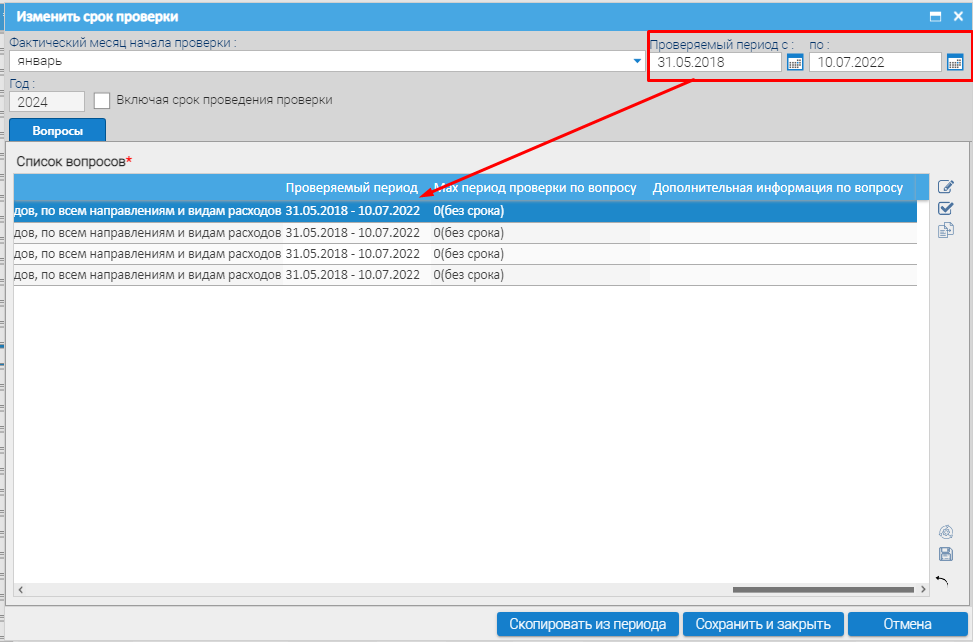 Изменить срок проверки
Фактический месяц начала проверки :
Проверяемый период с : по :
январь
31.05.2018 10.07.2022
Год :
2024 Включая срок проведения проверки
Вопросы
Список вопросов*
Проверяемый период Max период проверки по вопросу Дополнительная информация по вопросу
дов, по всем направлениям и видам расходов 31.05.2018 - 10.07.2022 0(без срока)
дов, по всем направлениям и видам расходов 31.05.2018 - 10.07.2022 0(без срока)
дов, по всем направлениям и видам расходов 31.05.2018 - 10.07.2022 0(без срока)
дов, по всем направлениям и видам расходов 31.05.2018 - 10.07.2022 0(без срока)
Скопировать из периода Сохранить и закрыть Отмена